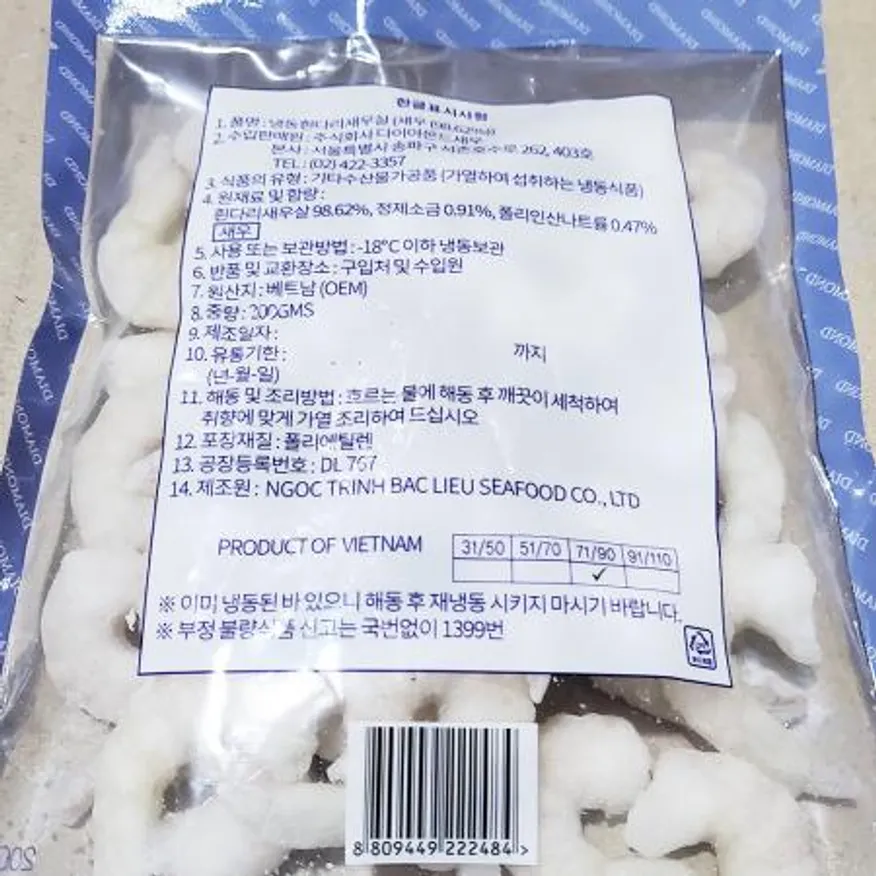 한글표시사항
1. 품명 : 냉동흰다리새우살 (새우 98.62%)
2. 수입판매원 : 주식회사 다이아몬드새우
본사 : 서울특별시 송파구 석촌호수로 262, 403호
TEL : (02) 422-3357
3. 식품의 유형 : 기타수산물가공품 (가열하여 섭취하는 냉동식품)
4. 원재료 및 함량 :
흰다리새우살 98.62%, 정제소금 0.91%, 폴리인산나트륨 0.47%
새우
5. 사용 또는 보관방법 : -18°C 이하 냉동보관
6. 반품 및 교환장소 : 구입처 및 수입원
7. 원산지 : 베트남 (OEM)
8. 중량 : 200GMS
9. 제조일자 :
10. 유통기한 : 까지
(년-월-일)
11. 해동 및 조리방법 : 흐르는 물에 해동 후 깨끗이 세척하여
취향에 맞게 가열 조리하여 드십시오
12. 포장재질 : 폴리에틸렌
13. 공장등록번호 : DL 767
14. 제조원 : NGOC TRINH BAC LIEU SEAFOOD CO., LTD
PRODUCT OF VIETNAM
31/50 51/70 71/90 91/110
✓
※ 이미 냉동된 바 있으니 해동 후 재냉동 시키지 마시기 바랍니다.
※ 부정 불량식품 신고는 국번없이 1399번
8 809449 222484 >
DIAMOND